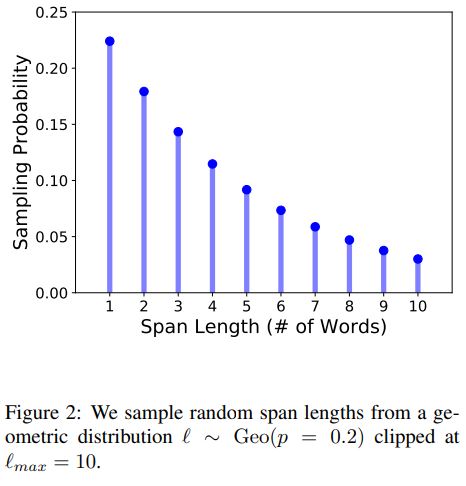 0.25
0.20
0.15
0.10
0.05
0.00
Sampling Probability
1 2 3 4 5 6 7 8 9 10
Span Length (# of Words)
Figure 2: We sample random span lengths from a ge-
ometric distribution ℓ ∼ Geo(p = 0.2) clipped at
ℓmax = 10.